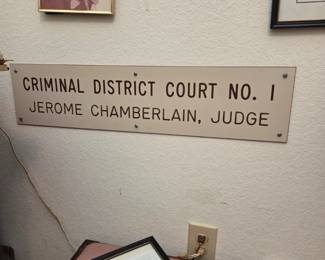 CRIMINAL DISTRICT COURT NO. 1
JEROME CHAMBERLAIN, JUDGE